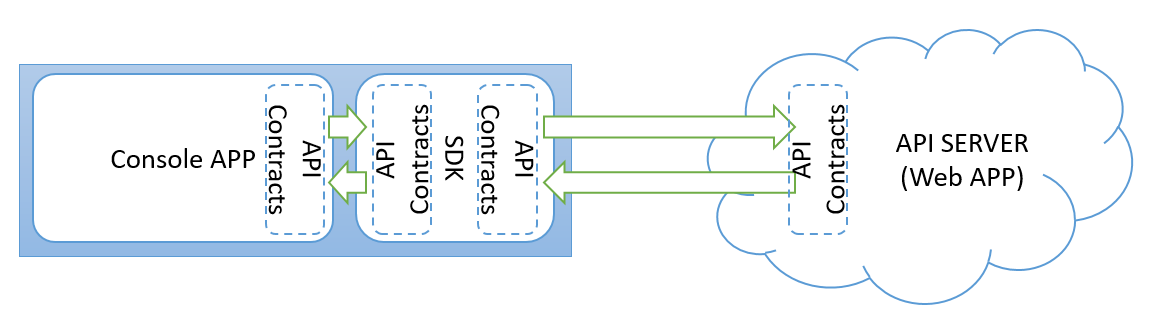 Console APP
API
Contracts
API
Contracts
SDK
API
Contracts
API
Contracts
API SERVER
(Web APP)